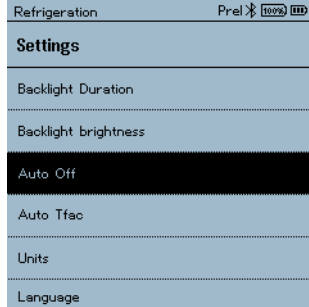 Refrigeration Prel 100%
Settings
Backlight Duration
Backlight brightness
Auto Off
Auto Tfac
Units
Language